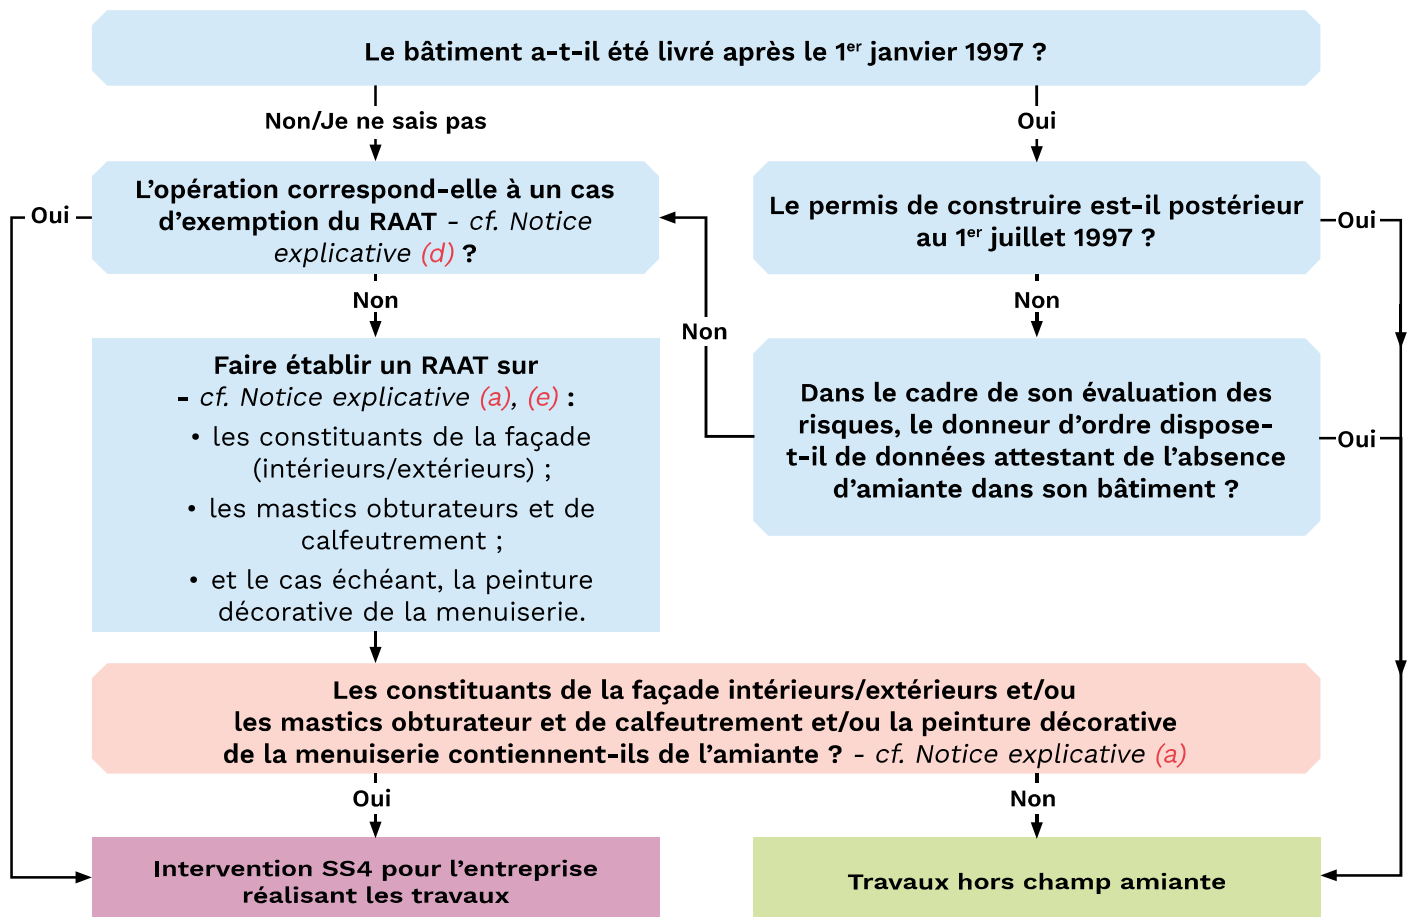 Le bâtiment a-t-il été livré après le 1er janvier 1997 ?
Non/Je ne sais pas
Oui
L'opération correspond-elle à un cas
d'exemption du RAAT - cf. Notice
explicative (d) ?
Oui
Le permis de construire est-il postérieur
au 1er juillet 1997 ?
Oui
Non
Non
Non
Faire établir un RAAT sur
- cf. Notice explicative (a), (e) :
• les constituants de la façade
(intérieurs/extérieurs) ;
• les mastics obturateurs et de
calfeutrement ;
• et le cas échéant, la peinture
décorative de la menuiserie.
Dans le cadre de son évaluation des
risques, le donneur d'ordre dispose-
t-il de données attestant de l'absence
d'amiante dans son bâtiment ?
Oui
Les constituants de la façade intérieurs/extérieurs et/ou
les mastics obturateur et de calfeutrement et/ou la peinture décorative
de la menuiserie contiennent-ils de l'amiante ? - cf. Notice explicative (a)
Oui
Non
Intervention SS4 pour l'entreprise
réalisant les travaux
Travaux hors champ amiante